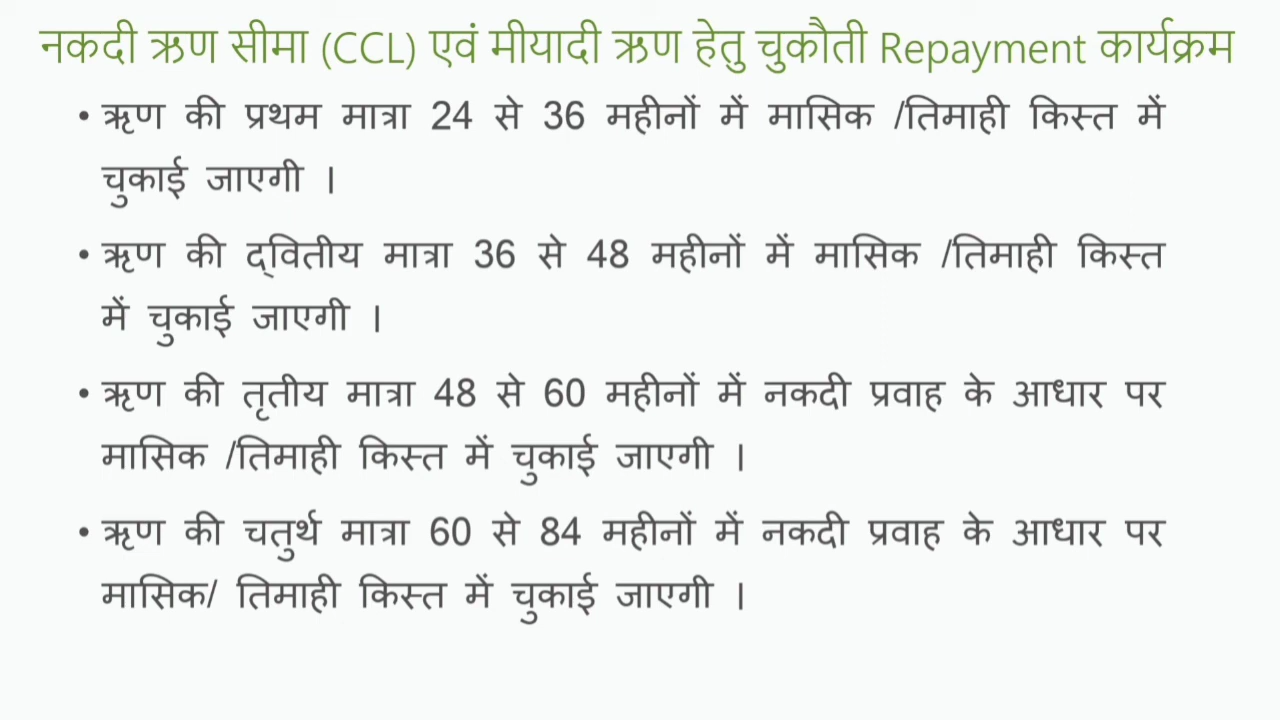 नकदी ऋण सीमा (CCL) एवं मीयादी ऋण हेतु चुकौती Repayment कार्यक्रम
• ऋण की प्रथम मात्रा 24 से 36 महीनों में मासिक /तिमाही किस्त में
चुकाई जाएगी ।
• ऋण की द्वितीय मात्रा 36 से 48 महीनों में मासिक /तिमाही किस्त
में चुकाई जाएगी ।
• ऋण की तृतीय मात्रा 48 से 60 महीनों में नकदी प्रवाह के आधार पर
मासिक /तिमाही किस्त में चुकाई जाएगी ।
• ऋण की चतुर्थ मात्रा 60 से 84 महीनों में नकदी प्रवाह के आधार पर
मासिक/ तिमाही किस्त में चुकाई जाएगी ।